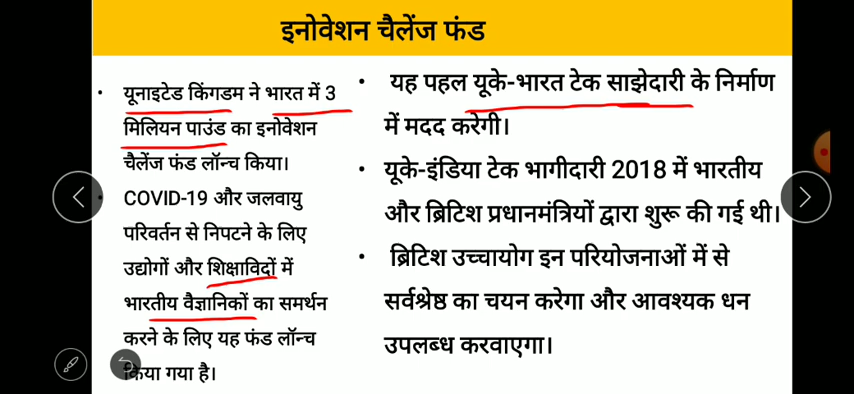 इनोवेशन चैलेंज फंड
• यूनाइटेड किंगडम ने भारत में 3
मिलियन पाउंड का इनोवेशन
चैलेंज फंड लॉन्च किया।
• COVID-19 और जलवायु
परिवर्तन से निपटने के लिए
उद्योगों और शिक्षाविदों में
भारतीय वैज्ञानिकों का समर्थन
करने के लिए यह फंड लॉन्च
किया गया है।
• यह पहल यूके-भारत टेक साझेदारी के निर्माण
में मदद करेगी।
• यूके-इंडिया टेक भागीदारी 2018 में भारतीय
और ब्रिटिश प्रधानमंत्रियों द्वारा शुरू की गई थी।
• ब्रिटिश उच्चायोग इन परियोजनाओं में से
सर्वश्रेष्ठ का चयन करेगा और आवश्यक धन
उपलब्ध करवाएगा।